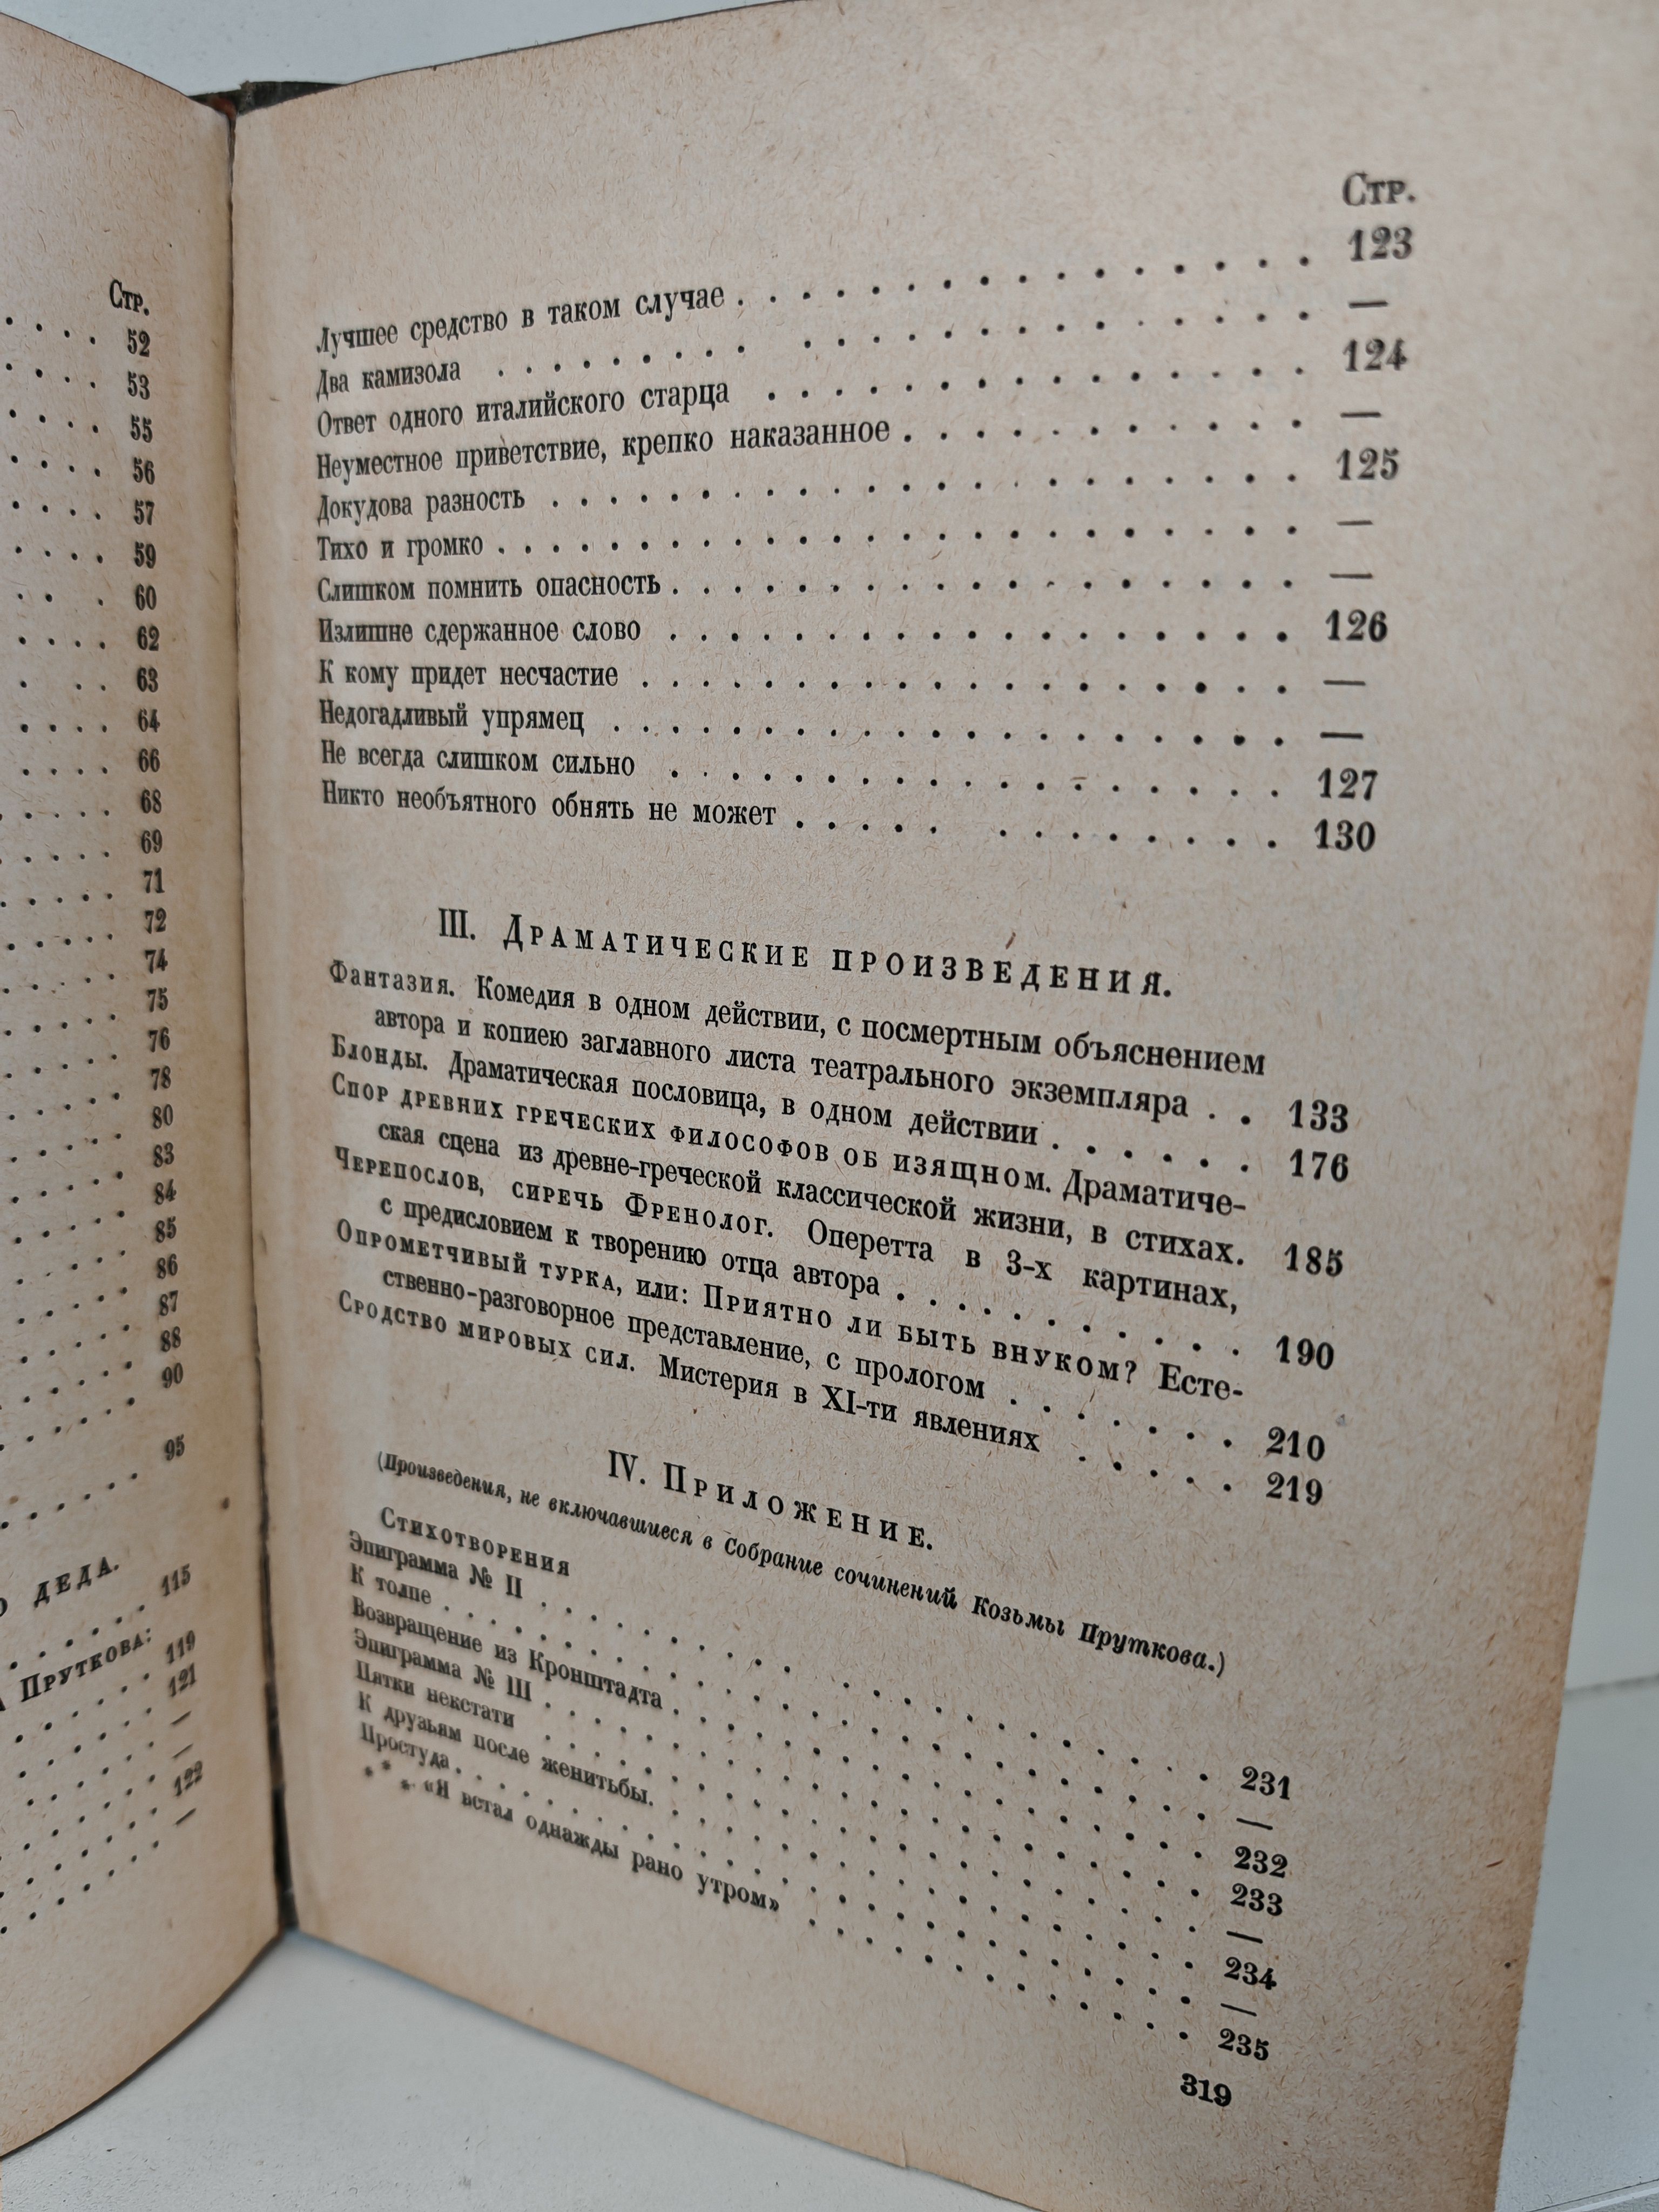 Стр.
52
53
55
56
57
59
60
62
63
64
66
68
69
71
72
74
75
76
78
80
83
84
85
86
87
88
90
95
ДЕДА.
115
ПРУТКОВА:
119
121
—
—
122
—
Стр.
Лучшее средство в таком случае . . . . . . . . . . . . . . . . 123
Два камизола . . . . . . . . . . . . . . . . . . . . . . . —
Ответ одного италийского старца . . . . . . . . . . . . . . . 124
Неуместное приветствие, крепко наказанное . . . . . . . . . . . —
Докудова разность . . . . . . . . . . . . . . . . . . . . . 125
Тихо и громко . . . . . . . . . . . . . . . . . . . . . . . —
Слишком помнить опасность . . . . . . . . . . . . . . . . . . —
Излишне сдержанное слово . . . . . . . . . . . . . . . . . . 126
К кому придет несчастие . . . . . . . . . . . . . . . . . . . —
Недогадливый упрямец . . . . . . . . . . . . . . . . . . . . —
Не всегда слишком сильно . . . . . . . . . . . . . . . . . . 127
Никто необъятного обнять не может . . . . . . . . . . . . . 130
III. ДРАМАТИЧЕСКИЕ ПРОИЗВЕДЕНИЯ.
Фантазия. Комедия в одном действии, с посмертным объяснением
автора и копиею заглавного листа театрального экземпляра . . 133
Блонды. Драматическая пословица, в одном действии . . . . . . 176
СПОР ДРЕВНИХ ГРЕЧЕСКИХ ФИЛОСОФОВ ОБ ИЗЯЩНОМ. Драматиче-
ская сцена из древне-греческой классической жизни, в стихах. 185
ЧЕРЕПОСЛОВ, СИРЕЧЬ ФРЕНОЛОГ. Оперетта в 3-х картинах,
с предисловием к творению отца автора . . . . . . . . . . . 190
ОПРОМЕТЧИВЫЙ ТУРКА, или: ПРИЯТНО ЛИ БЫТЬ ВНУКОМ? Есте-
ственно-разговорное представление, с прологом . . . . . . . 210
СРОДСТВО МИРОВЫХ СИЛ. Мистерия в XI-ти явлениях . . . . . 219
IV. ПРИЛОЖЕНИЕ.
(Произведения, не включавшиеся в Собрание сочинений Козьмы Пруткова.)
СТИХОТВОРЕНИЯ
Эпиграмма № II . . . . . . . . . . . . . . . . . . . . . 231
К толпе . . . . . . . . . . . . . . . . . . . . . . . . . —
Возвращение из Кронштадта . . . . . . . . . . . . . . . . . 232
Эпиграмма № III . . . . . . . . . . . . . . . . . . . . . 233
Пятки некстати . . . . . . . . . . . . . . . . . . . . . . —
К друзьям после женитьбы. . . . . . . . . . . . . . . . . . 234
Простуда . . . . . . . . . . . . . . . . . . . . . . . . . —
* * * «Я встал однажды рано утром» . . . . . . . . . . . . . 235
319